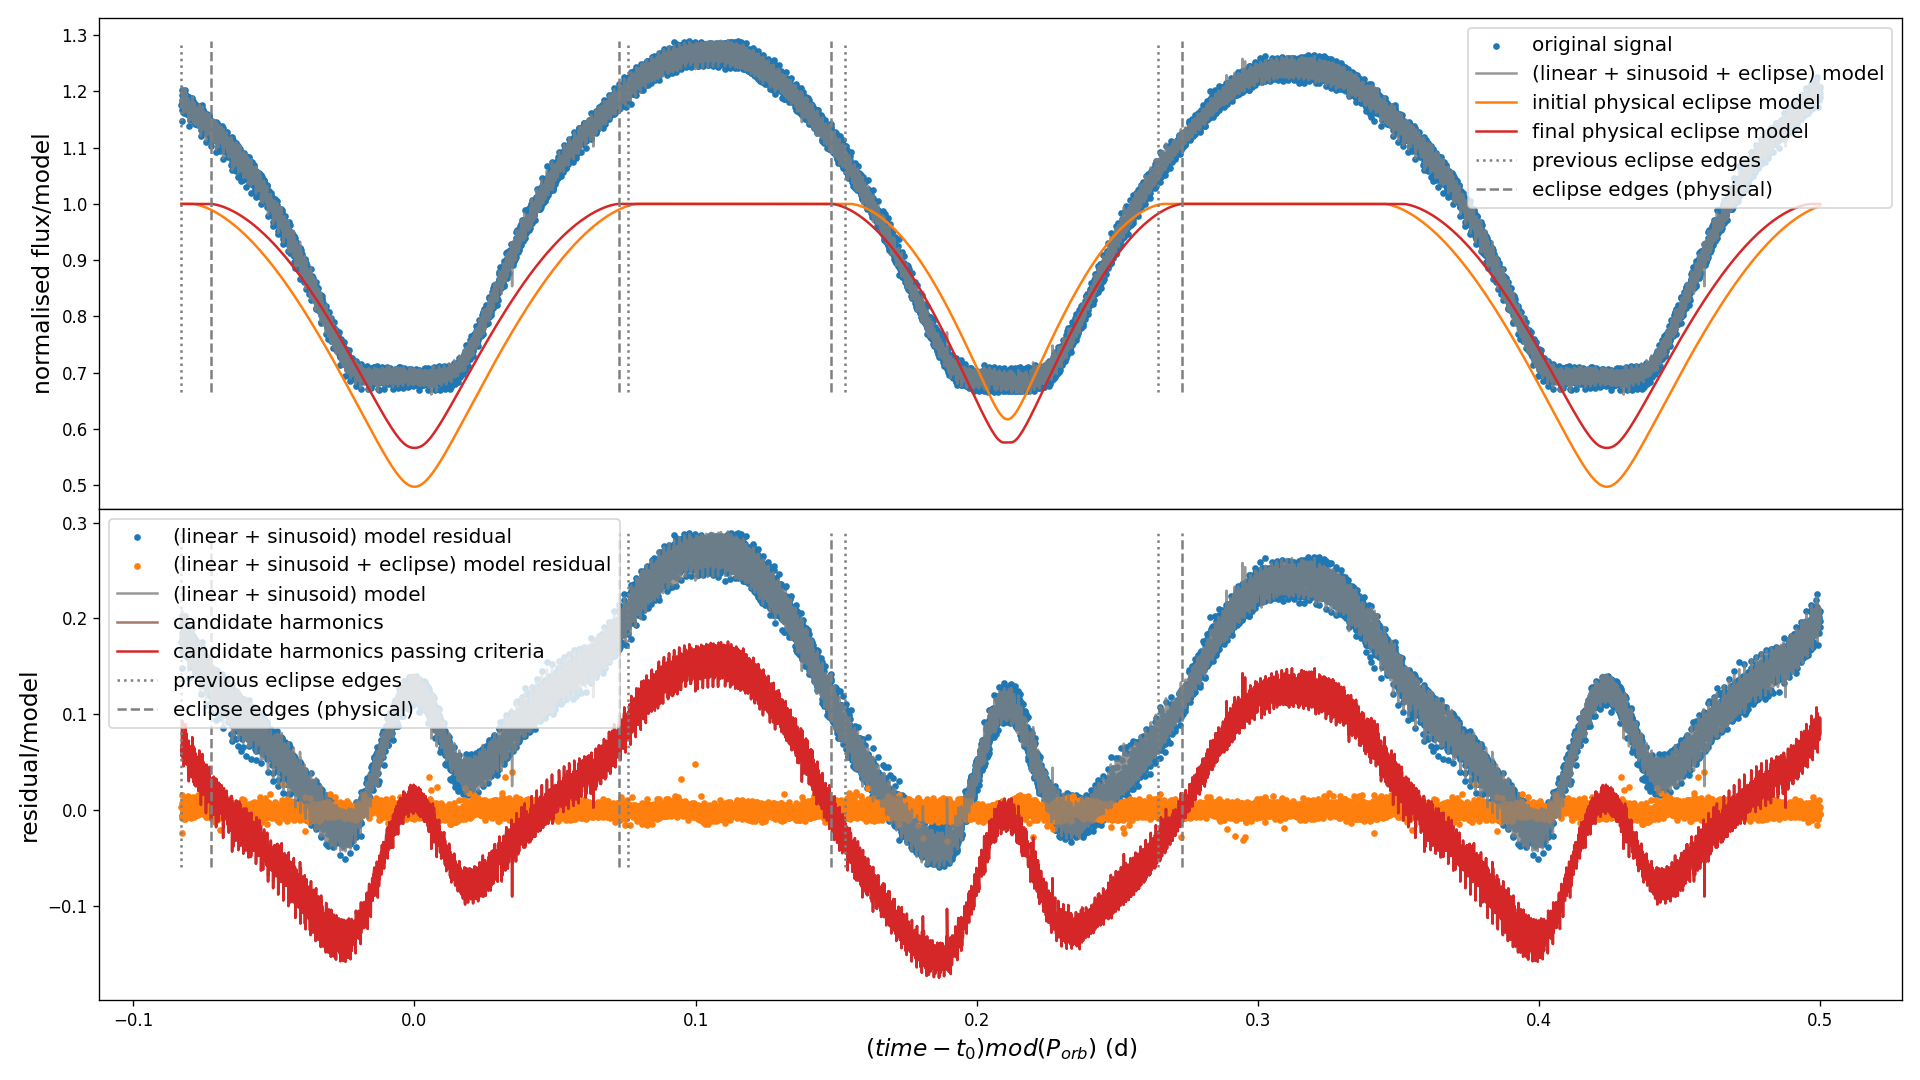 normalised flux/model
1.3
1.2
1.1
1.0
0.9
0.8
0.7
0.6
0.5
original signal
(linear + sinusoid + eclipse) model
initial physical eclipse model
final physical eclipse model
previous eclipse edges
eclipse edges (physical)
residual/model
0.3
0.2
0.1
0.0
−0.1
(linear + sinusoid) model residual
(linear + sinusoid + eclipse) model residual
(linear + sinusoid) model
candidate harmonics
candidate harmonics passing criteria
previous eclipse edges
eclipse edges (physical)
−0.1 0.0 0.1 0.2 0.3 0.4 0.5
(time − t₀)mod(P_orb) (d)